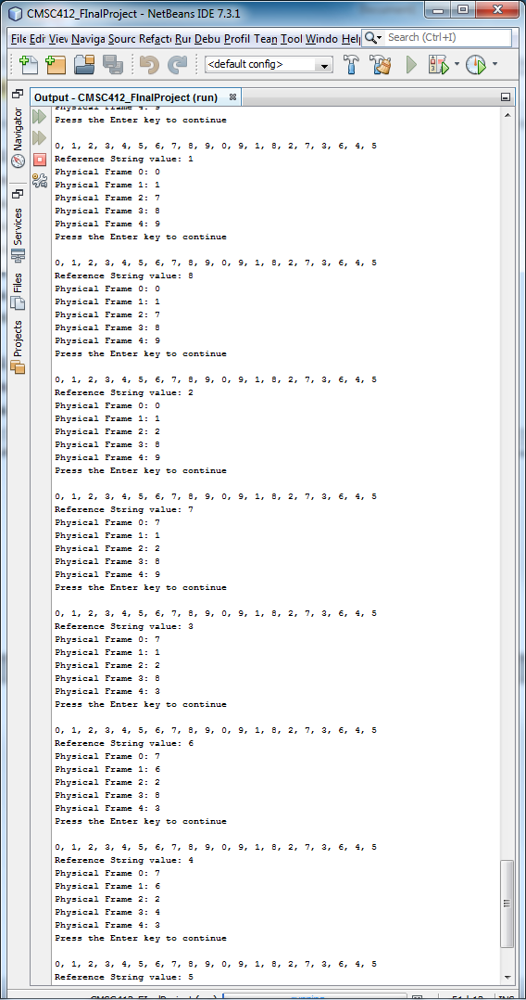 CMSC412_FInalProject - NetBeans IDE 7.3.1
File Edit View Naviga Sourc Refacto Run Debu Profil Team Tool Windo Help Search (Ctrl+I)
<default config>
Output - CMSC412_FInalProject (run)
Navigator
Services
Files
Projects
Physical Frame 4: 9
Press the Enter key to continue
0, 1, 2, 3, 4, 5, 6, 7, 8, 9, 0, 9, 1, 8, 2, 7, 3, 6, 4, 5
Reference String value: 1
Physical Frame 0: 0
Physical Frame 1: 1
Physical Frame 2: 7
Physical Frame 3: 8
Physical Frame 4: 9
Press the Enter key to continue
0, 1, 2, 3, 4, 5, 6, 7, 8, 9, 0, 9, 1, 8, 2, 7, 3, 6, 4, 5
Reference String value: 8
Physical Frame 0: 0
Physical Frame 1: 1
Physical Frame 2: 7
Physical Frame 3: 8
Physical Frame 4: 9
Press the Enter key to continue
0, 1, 2, 3, 4, 5, 6, 7, 8, 9, 0, 9, 1, 8, 2, 7, 3, 6, 4, 5
Reference String value: 2
Physical Frame 0: 0
Physical Frame 1: 1
Physical Frame 2: 2
Physical Frame 3: 8
Physical Frame 4: 9
Press the Enter key to continue
0, 1, 2, 3, 4, 5, 6, 7, 8, 9, 0, 9, 1, 8, 2, 7, 3, 6, 4, 5
Reference String value: 7
Physical Frame 0: 7
Physical Frame 1: 1
Physical Frame 2: 2
Physical Frame 3: 8
Physical Frame 4: 9
Press the Enter key to continue
0, 1, 2, 3, 4, 5, 6, 7, 8, 9, 0, 9, 1, 8, 2, 7, 3, 6, 4, 5
Reference String value: 3
Physical Frame 0: 7
Physical Frame 1: 1
Physical Frame 2: 2
Physical Frame 3: 8
Physical Frame 4: 3
Press the Enter key to continue
0, 1, 2, 3, 4, 5, 6, 7, 8, 9, 0, 9, 1, 8, 2, 7, 3, 6, 4, 5
Reference String value: 6
Physical Frame 0: 7
Physical Frame 1: 6
Physical Frame 2: 2
Physical Frame 3: 8
Physical Frame 4: 3
Press the Enter key to continue
0, 1, 2, 3, 4, 5, 6, 7, 8, 9, 0, 9, 1, 8, 2, 7, 3, 6, 4, 5
Reference String value: 4
Physical Frame 0: 7
Physical Frame 1: 6
Physical Frame 2: 2
Physical Frame 3: 4
Physical Frame 4: 3
Press the Enter key to continue
0, 1, 2, 3, 4, 5, 6, 7, 8, 9, 0, 9, 1, 8, 2, 7, 3, 6, 4, 5
Reference String value: 5